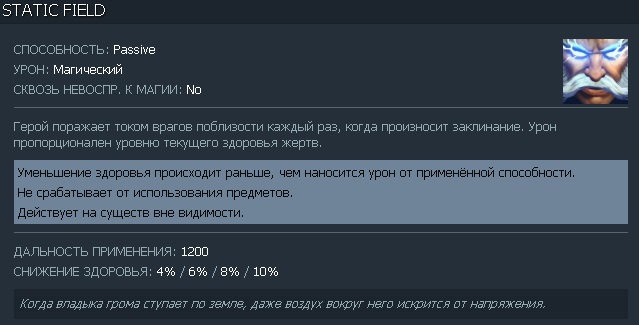 STATIC FIELD
СПОСОБНОСТЬ: Passive
УРОН: Магический
СКВОЗЬ НЕВОСПР. К МАГИИ: No
Герой поражает током врагов поблизости каждый раз, когда произносит заклинание. Урон
пропорционален уровню текущего здоровья жертв.
Уменьшение здоровья происходит раньше, чем наносится урон от применённой способности.
Не срабатывает от использования предметов.
Действует на существ вне видимости.
ДАЛЬНОСТЬ ПРИМЕНЕНИЯ: 1200
СНИЖЕНИЕ ЗДОРОВЬЯ: 4% / 6% / 8% / 10%
Когда владыка грома ступает по земле, даже воздух вокруг него искрится от напряжения.